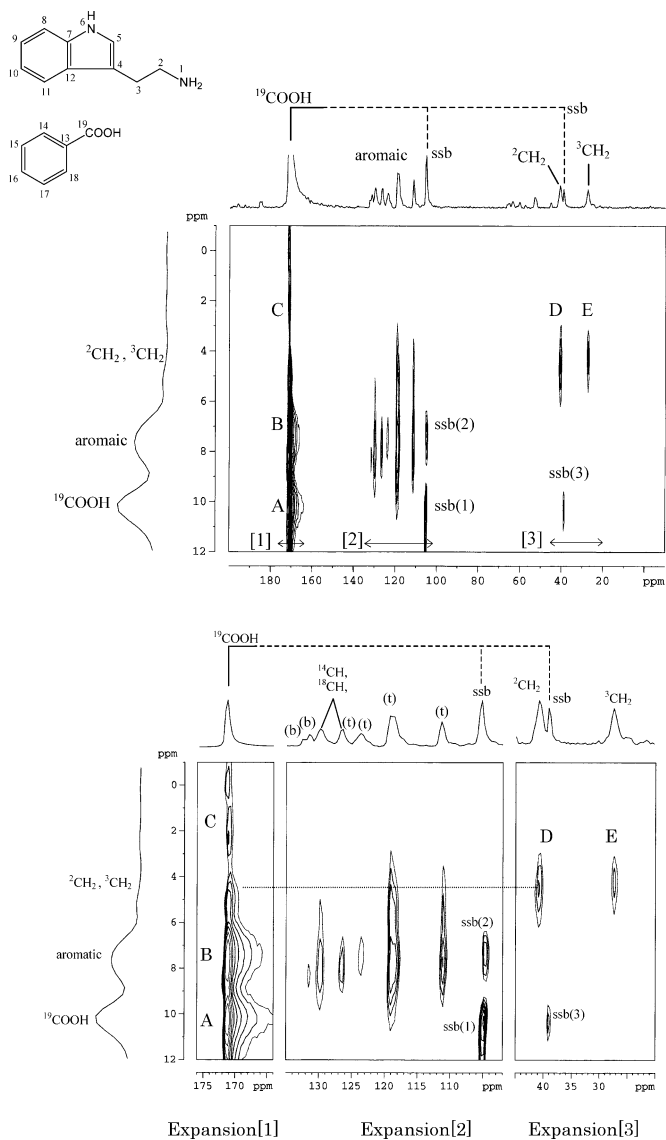 H
N
6
8
7
5
9
1
NH₂
2
10
12
4
11
3
19
14
COOH
13
15
16
18
17
¹⁹COOH
ssb
aromaic
ssb
²CH₂
³CH₂
ppm
0
2
4
6
8
10
12
²CH₂ , ³CH₂
aromaic
¹⁹COOH
C
B
A
D
E
ssb(2)
ssb(3)
ssb(1)
[1]
[2]
[3]
180 160 140 120 100 80 60 40 20 ppm
¹⁹COOH
¹⁴CH,
¹⁸CH,
(b) (b) (t) (t) (t) (t)
ssb
²CH₂
ssb
³CH₂
ppm
0
2
4
6
8
10
12
²CH₂ , ³CH₂
aromatic
¹⁹COOH
C
B
A
D
E
ssb(2)
ssb(1)
ssb(3)
175 170 ppm
130 125 120 115 110 ppm
40 30 20 ppm
Expansion[1]
Expansion[2]
Expansion[3]